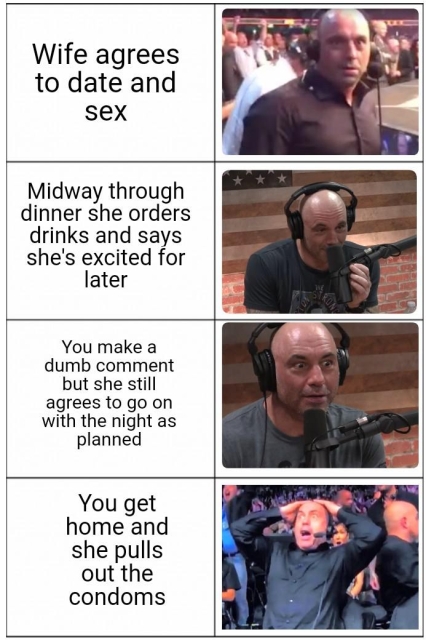 Wife agrees
to date and
sex
Midway through
dinner she orders
drinks and says
she's excited for
later
You make a
dumb comment
but she still
agrees to go on
with the night as
planned
You get
home and
she pulls
out the
condoms